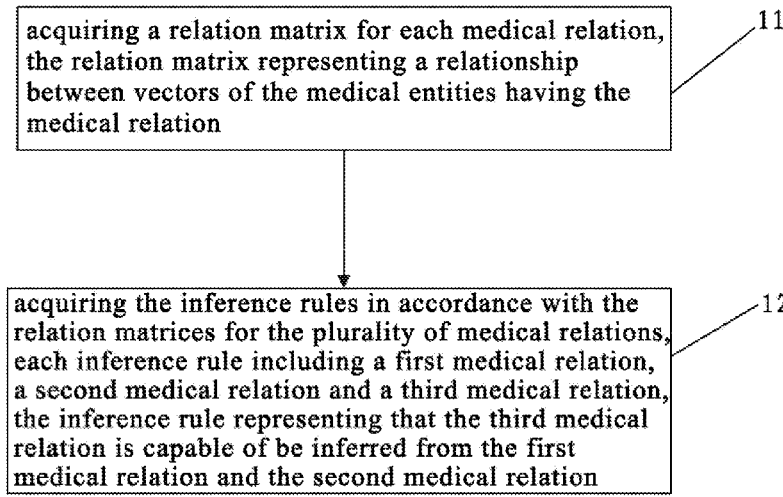 acquiring a relation matrix for each medical relation,
the relation matrix representing a relationship
between vectors of the medical entities having the
medical relation
11
acquiring the inference rules in accordance with the
relation matrices for the plurality of medical relations,
each inference rule including a first medical relation,
a second medical relation and a third medical relation,
the inference rule representing that the third medical
relation is capable of be inferred from the first
medical relation and the second medical relation
12